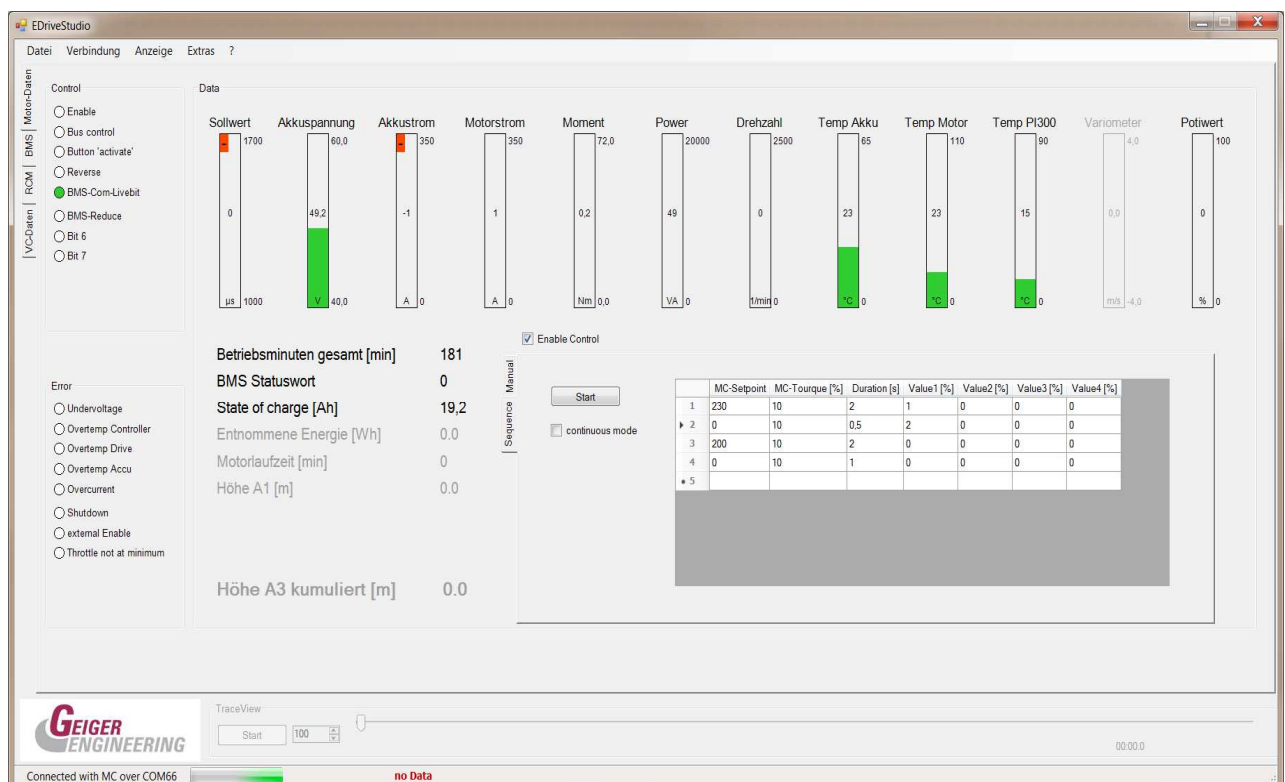 EDriveStudio
X
Datei Verbindung Anzeige Extras ?
Motor-Daten
BMS
RCM
VC-Daten
Control
Enable
Bus control
Button 'activate'
Reverse
BMS-Com-Livebit
BMS-Reduce
Bit 6
Bit 7
Data
Sollwert Akkuspannung Akkustrom Motorstrom Moment Power Drehzahl Temp Akku Temp Motor Temp PI300 Variometer Potiwert
- 1700 60,0 - 350 350 72,0 20000 2500 65 110 90 4,0 100
0 49,2 -1 1 0,2 49 0 23 23 15 0,0 0
µs 1000 V 40,0 A 0 A 0 Nm 0,0 VA 0 1/min 0 °C 0 °C 0 °C 0 m/s -4,0 % 0
Betriebsminuten gesamt [min] 181
BMS Statuswort 0
State of charge [Ah] 19,2
Entnommene Energie [Wh] 0.0
Motorlaufzeit [min] 0
Höhe A1 [m] 0.0
Höhe A3 kumuliert [m] 0.0
Enable Control
Manual
Sequence
Start
continuous mode
MC-Setpoint MC-Tourque [%] Duration [s] Value1 [%] Value2 [%] Value3 [%] Value4 [%]
1 230 10 2 1 0 0 0
2 0 10 0,5 2 0 0 0
3 200 10 2 0 0 0 0
4 0 10 1 0 0 0 0
5
Error
Undervoltage
Overtemp Controller
Overtemp Drive
Overtemp Accu
Overcurrent
Shutdown
external Enable
Throttle not at minimum
GEIGER
ENGINEERING
TraceView
Start 100
00:00.0
Connected with MC over COM66 no Data